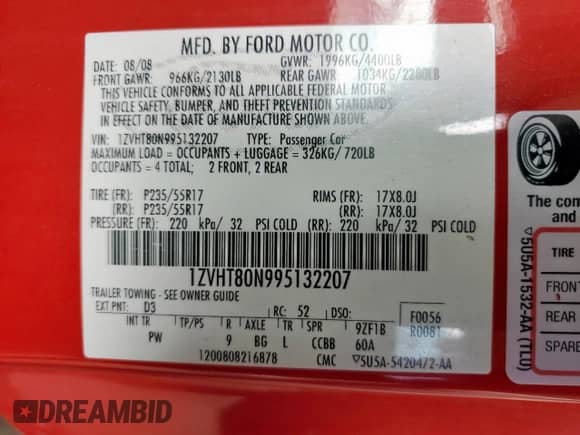 MFD. BY FORD MOTOR CO.
DATE: 08/08 GVWR: 1996KG/4400LB
FRONT GAWR: 966KG/2130LB REAR GAWR: 1034KG/2280LB
THIS VEHICLE CONFORMS TO ALL APPLICABLE FEDERAL MOTOR
VEHICLE SAFETY, BUMPER, AND THEFT PREVENTION STANDARDS
IN EFFECT ON THE DATE OF MANUFACTURE SHOWN ABOVE.
VIN: 1ZVHT80N995132207 TYPE: Passenger Car
MAXIMUM LOAD = OCCUPANTS + LUGGAGE = 326KG/720LB
OCCUPANTS = 4 TOTAL; 2 FRONT, 2 REAR
TIRE (FR): P235/55R17 RIMS (FR): 17X8.0J
(RR): P235/55R17 (RR): 17X8.0J
PRESSURE (FR): 220 kPa/ 32 PSI COLD (RR): 220 kPa/ 32 PSI COLD
1ZVHT80N995132207
TRAILER TOWING - SEE OWNER GUIDE
EXT PNT: D3 RC: 52 DSO: F0056
INT TR TP/PS R AXLE TR SPR 9ZF1B R0081
PW 9 BG L CCBB 60A
1200808216878 CMC ▽5U5A-5420472-AA
The com
and
TIRE
FRONT
REAR
SPARE
▽5U5A-1532-AA (TLU)
DREAMBID